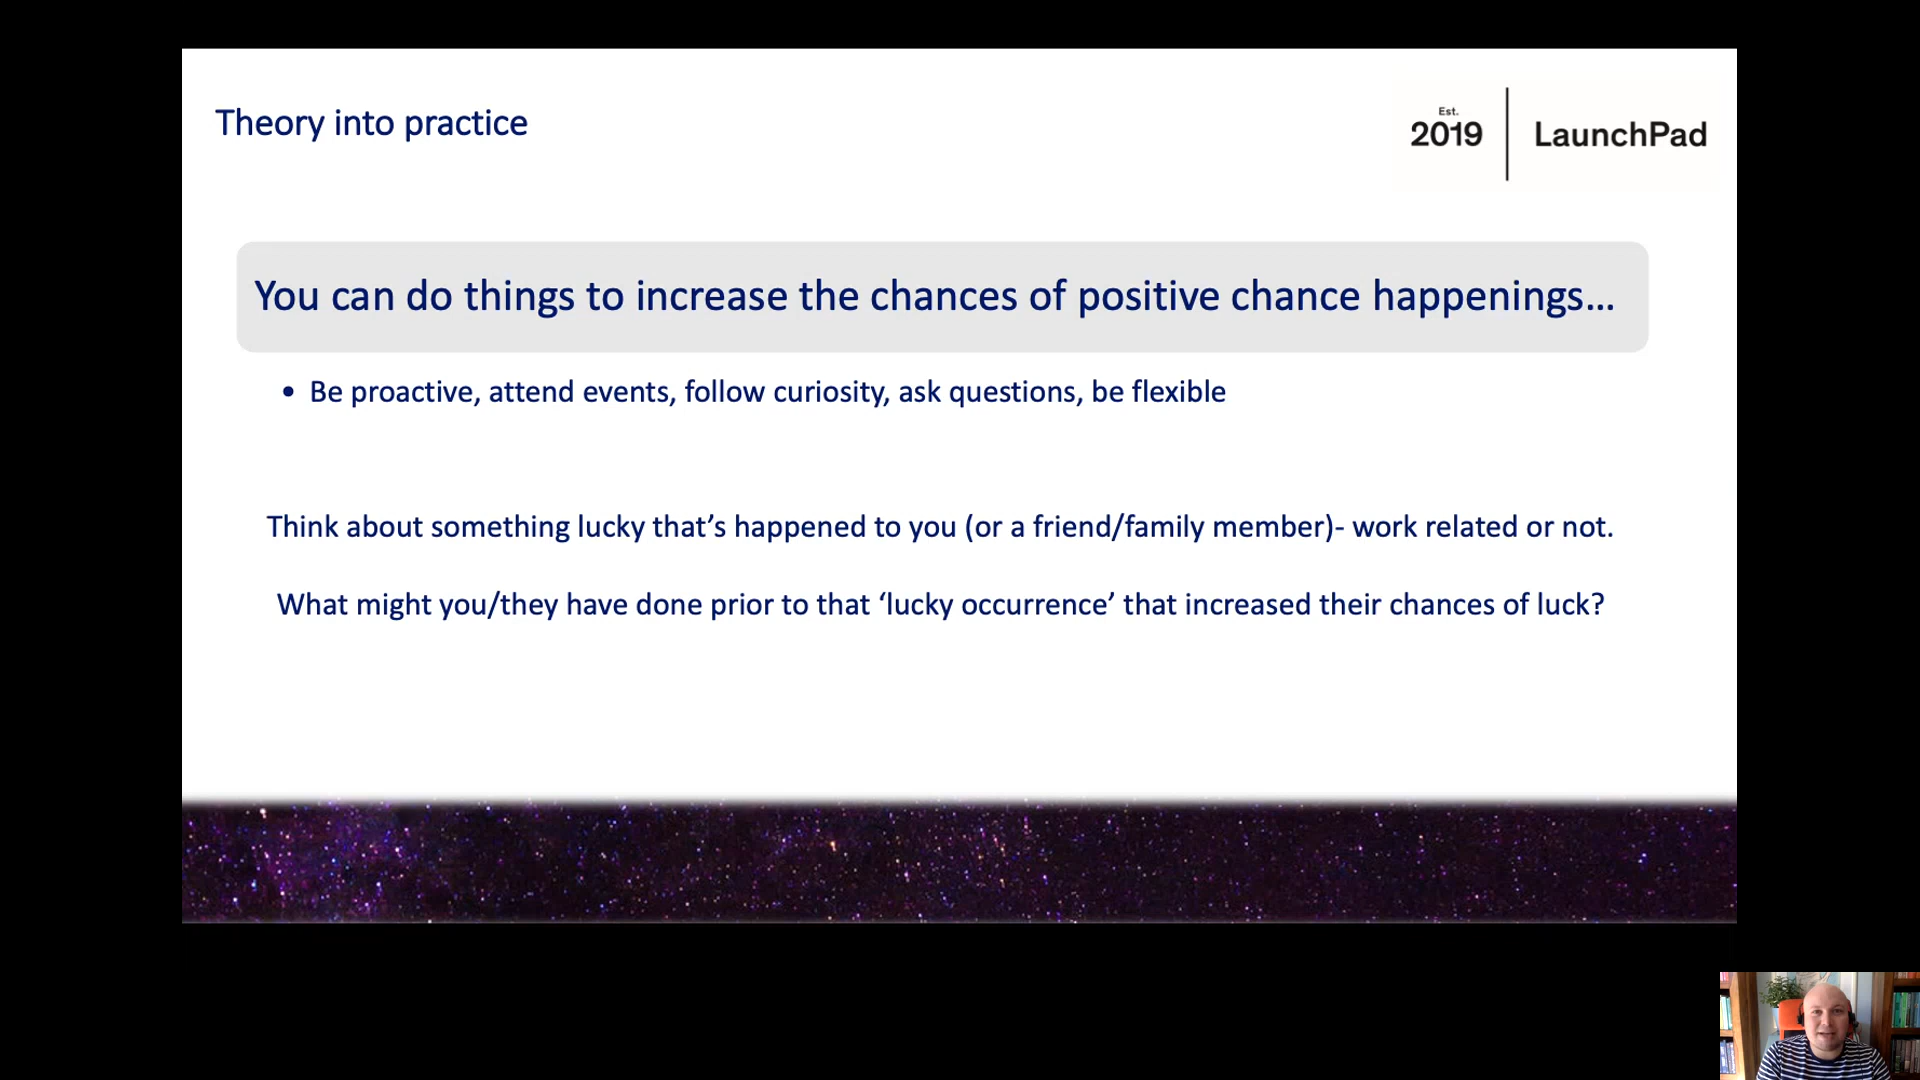 Theory into practice
Est.
2019
LaunchPad
You can do things to increase the chances of positive chance happenings...
• Be proactive, attend events, follow curiosity, ask questions, be flexible
Think about something lucky that’s happened to you (or a friend/family member)- work related or not.
What might you/they have done prior to that ‘lucky occurrence’ that increased their chances of luck?